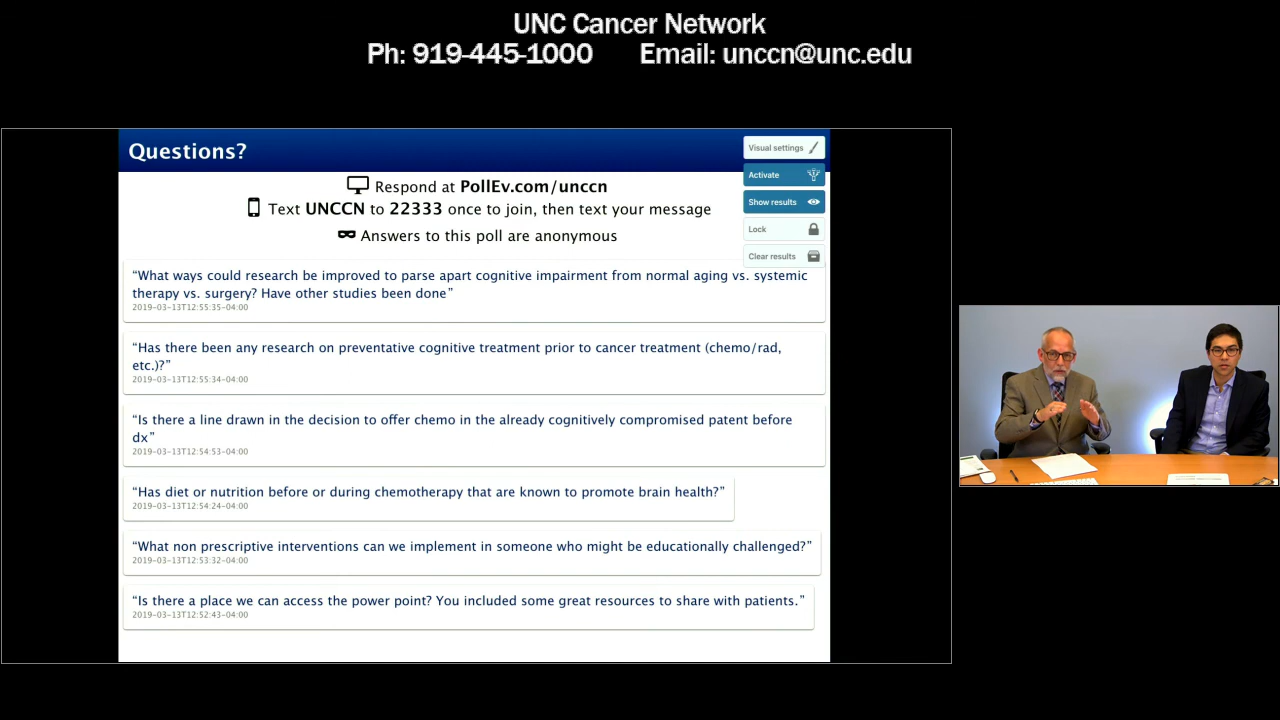 UNC Cancer Network
Ph: 919-445-1000 Email: unccn@unc.edu
Questions?
Visual settings
Activate
Show results
Lock
Clear results
Respond at PollEv.com/unccn
Text UNCCN to 22333 once to join, then text your message
Answers to this poll are anonymous
“What ways could research be improved to parse apart cognitive impairment from normal aging vs. systemic
therapy vs. surgery? Have other studies been done”
2019-03-13T12:55:35-04:00
“Has there been any research on preventative cognitive treatment prior to cancer treatment (chemo/rad,
etc.)?”
2019-03-13T12:55:34-04:00
“Is there a line drawn in the decision to offer chemo in the already cognitively compromised patent before
dx”
2019-03-13T12:54:53-04:00
“Has diet or nutrition before or during chemotherapy that are known to promote brain health?”
2019-03-13T12:54:24-04:00
“What non prescriptive interventions can we implement in someone who might be educationally challenged?”
2019-03-13T12:53:32-04:00
“Is there a place we can access the power point? You included some great resources to share with patients.”
2019-03-13T12:52:43-04:00